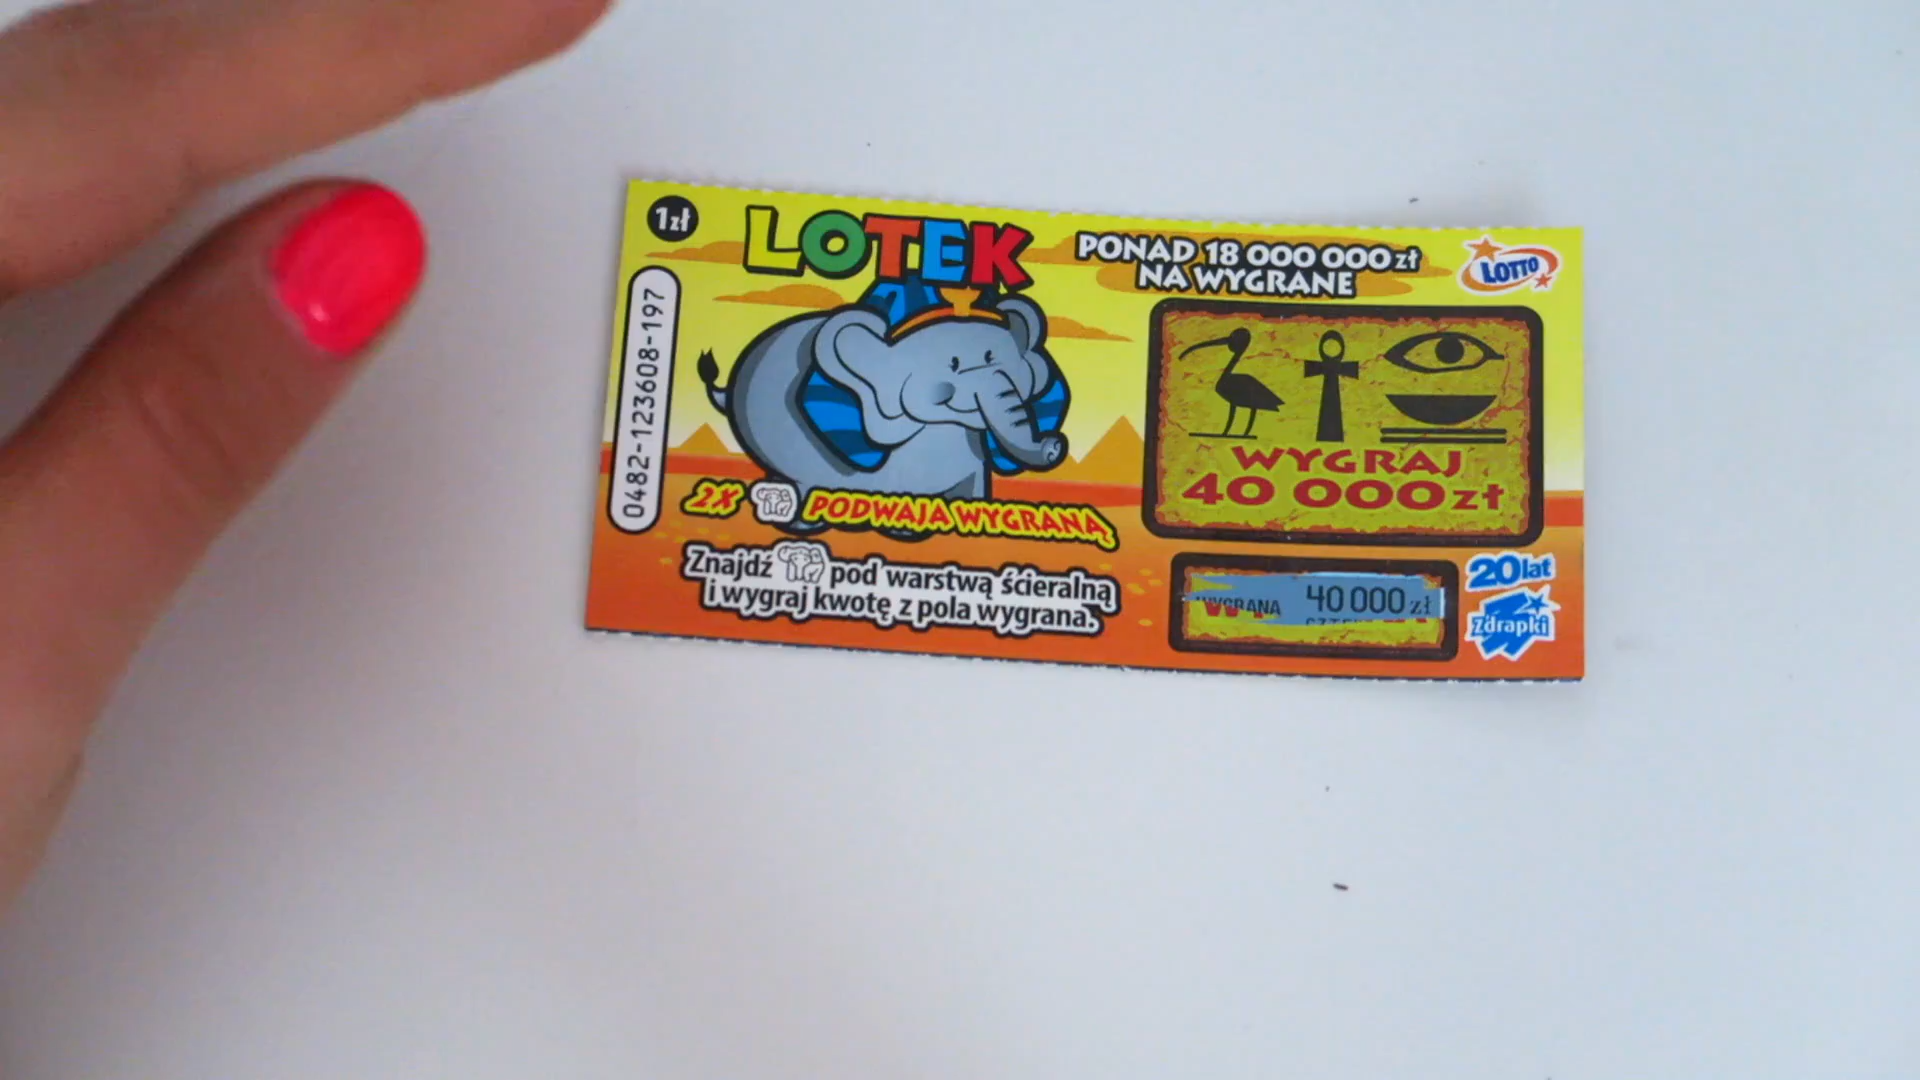 1zł
LOTEK
PONAD 18 000 000 zł
NA WYGRANE
LOTTO
0482-123608-197
WYGRAJ
40 000 zł
2X PODWAJA WYGRANĄ
Znajdź pod warstwą ścieralną
i wygraj kwotę z pola wygrana.
WYGRANA 40 000 zł
20 lat
Zdrapki